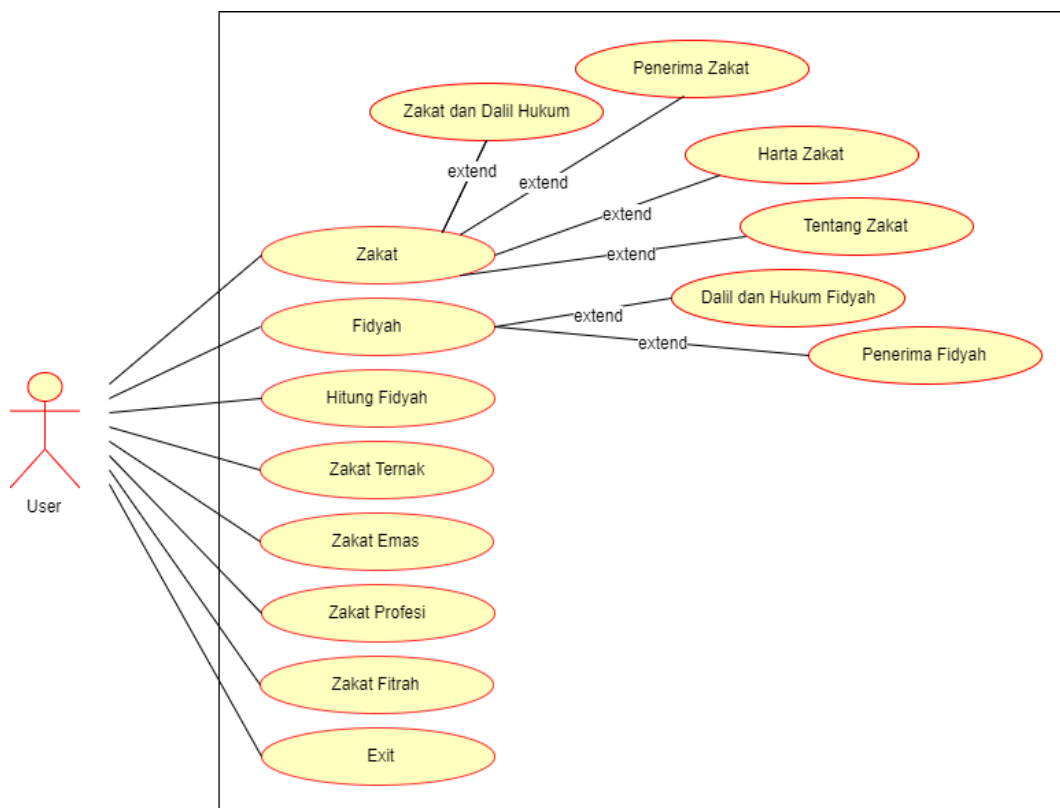 Penerima Zakat
Zakat dan Dalil Hukum
Harta Zakat
extend
extend
extend
Tentang Zakat
Zakat
extend
Dalil dan Hukum Fidyah
Fidyah
extend
extend
Penerima Fidyah
Hitung Fidyah
Zakat Ternak
User
Zakat Emas
Zakat Profesi
Zakat Fitrah
Exit